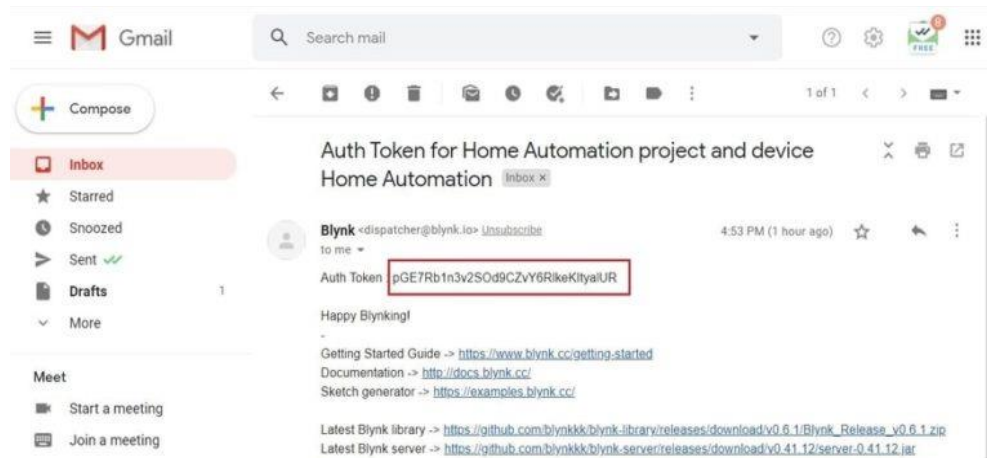 Gmail
Search mail
8
FREE
Compose
1 of 1
Inbox
Starred
Snoozed
Sent
Drafts 1
More
Meet
Start a meeting
Join a meeting
Auth Token for Home Automation project and device
Home Automation Inbox ×
Blynk <dispatcher@blynk.io> Unsubscribe 4:53 PM (1 hour ago)
to me
Auth Token : pGE7Rb1n3v2SOd9CZvY6RlkeKItyalUR
Happy Blynking!
-
Getting Started Guide -> https://www.blynk.cc/getting-started
Documentation -> http://docs.blynk.cc/
Sketch generator -> https://examples.blynk.cc/
Latest Blynk library -> https://github.com/blynkkk/blynk-library/releases/download/v0.6.1/Blynk_Release_v0.6.1.zip
Latest Blynk server -> https://github.com/blynkkk/blynk-server/releases/download/v0.41.12/server-0.41.12.jar